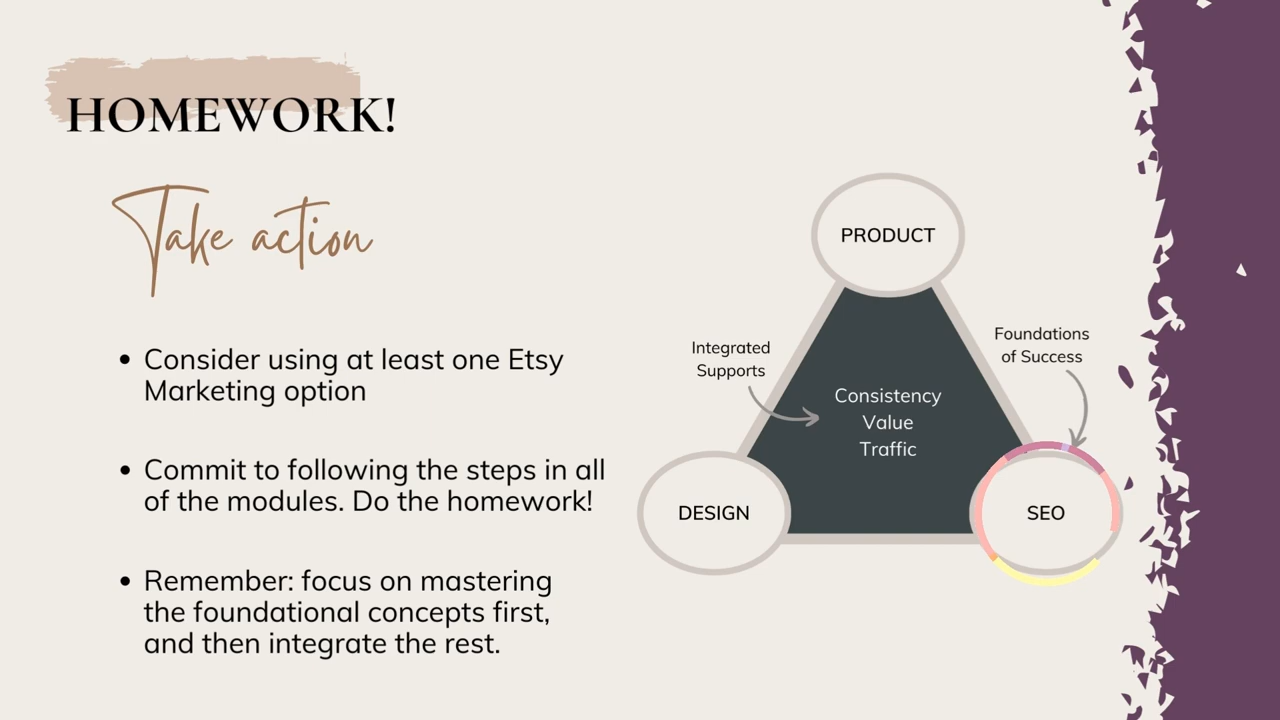 HOMEWORK!
Take action
• Consider using at least one Etsy
Marketing option
• Commit to following the steps in all
of the modules. Do the homework!
• Remember: focus on mastering
the foundational concepts first,
and then integrate the rest.
PRODUCT
Integrated
Supports
Foundations
of Success
Consistency
Value
Traffic
DESIGN
SEO